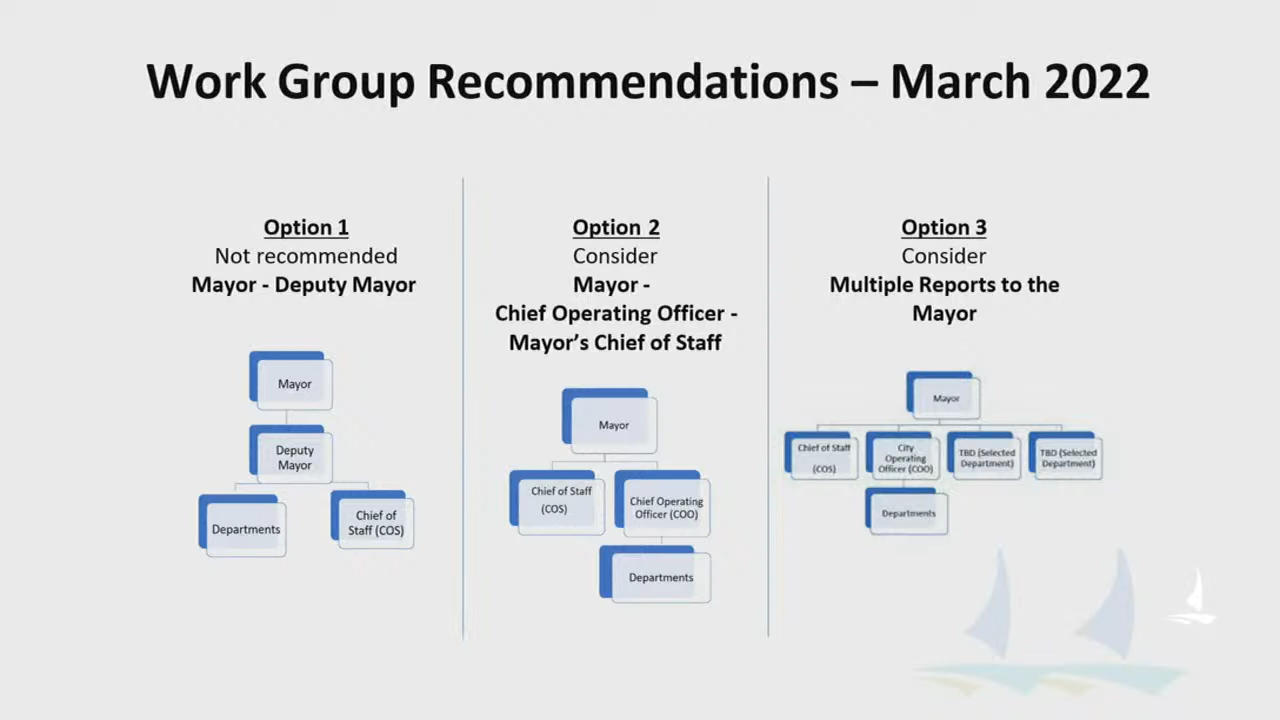 Work Group Recommendations – March 2022
Option 1
Not recommended
Mayor - Deputy Mayor
Mayor
Deputy
Mayor
Departments
Chief of
Staff (COS)
Option 2
Consider
Mayor -
Chief Operating Officer -
Mayor's Chief of Staff
Mayor
Chief of Staff
(COS)
Chief Operating
Officer (COO)
Departments
Option 3
Consider
Multiple Reports to the
Mayor
Mayor
Chief of Staff
(COS)
City
Operating
Officer (COO)
TBD (Selected
Department)
TBD (Selected
Department)
Departments